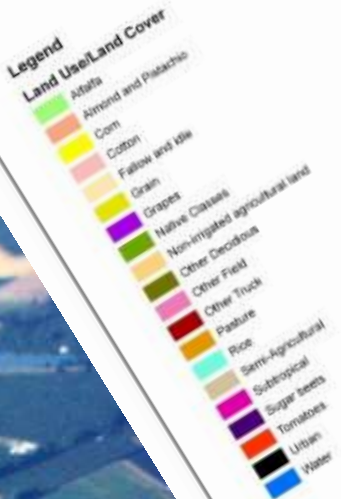 Legend
Land Use/Land Cover
Alfalfa
Almond and Pistachio
Corn
Cotton
Fallow and Idle
Grain
Grapes
Native Classes
Non-irrigated agricultural land
Other Decidous
Other Field
Other Truck
Pasture
Rice
Semi-Agricultural
Subtropical
Sugar beets
Tomatoes
Urban
Water